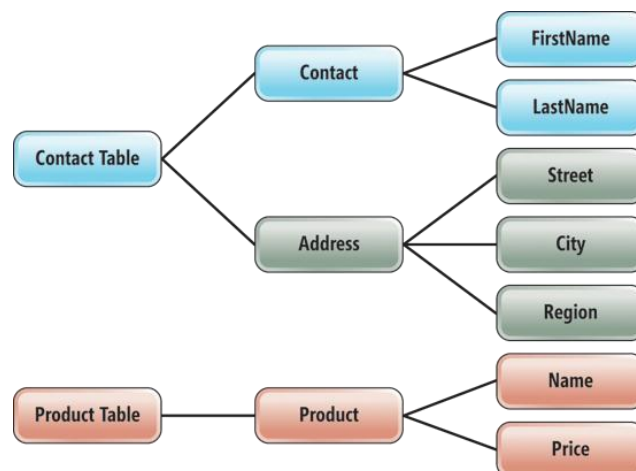 FirstName
Contact
LastName
Contact Table
Street
Address
City
Region
Name
Product Table
Product
Price